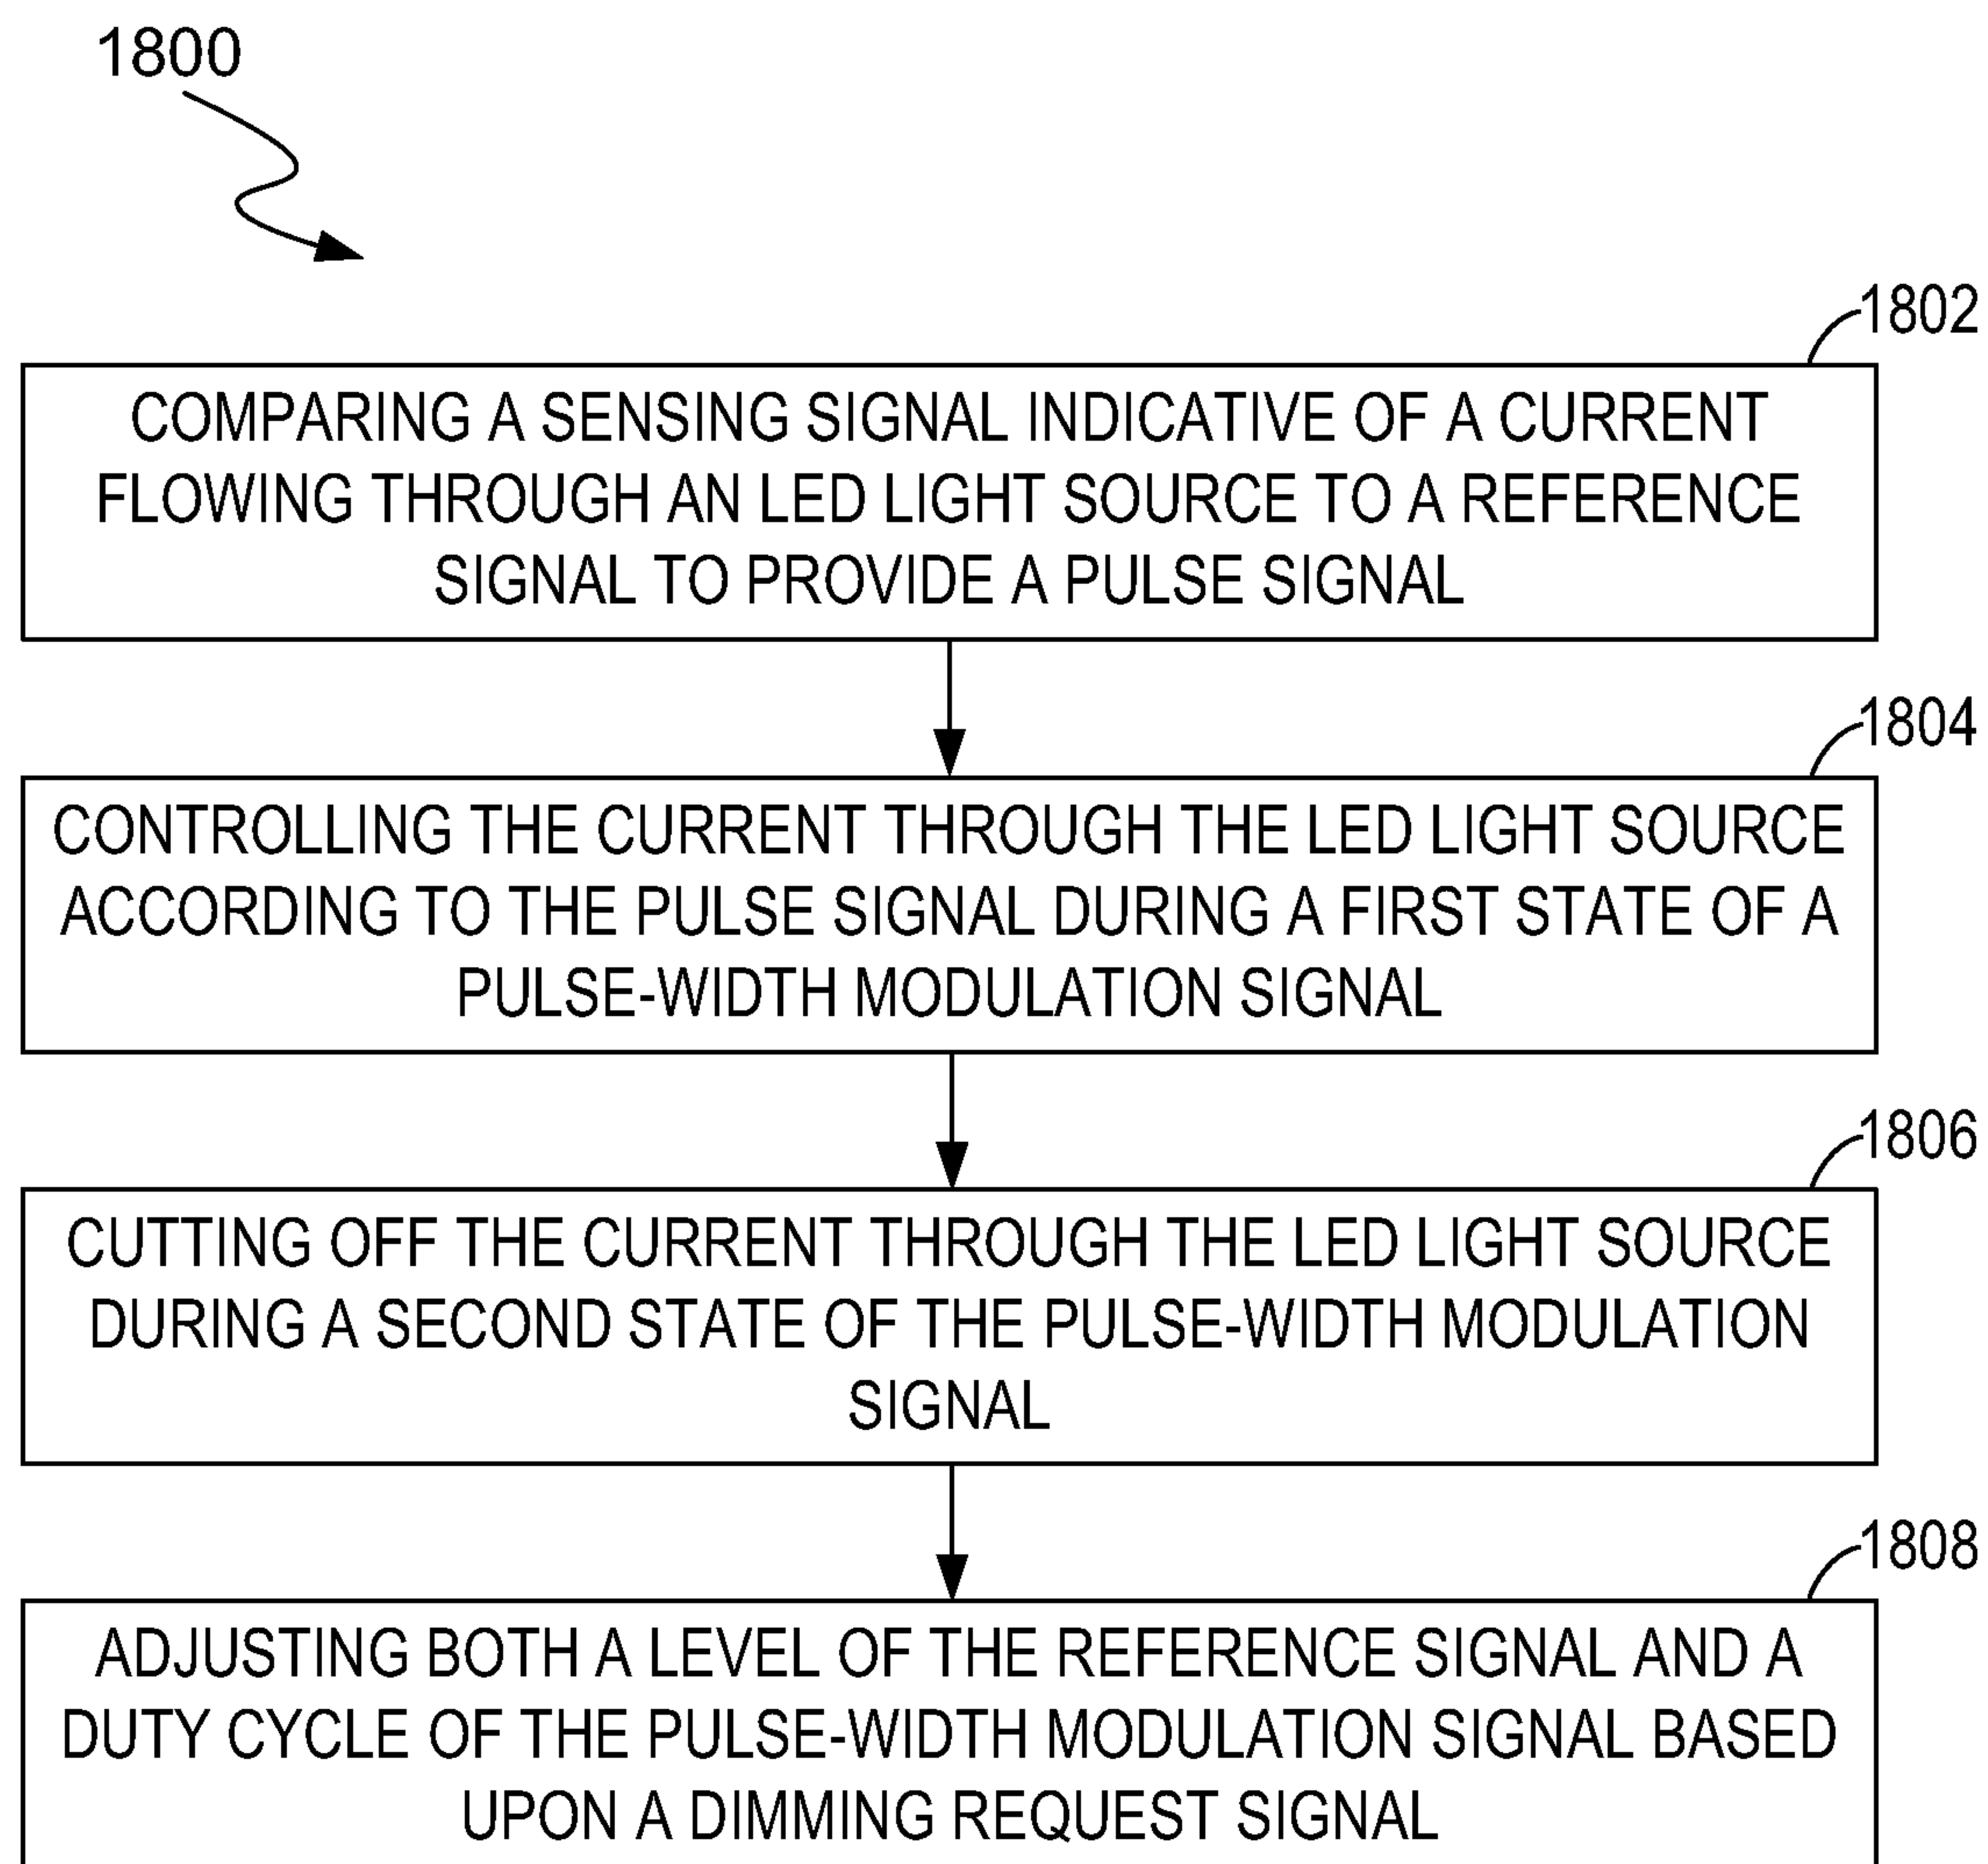 1800
1802
COMPARING A SENSING SIGNAL INDICATIVE OF A CURRENT
FLOWING THROUGH AN LED LIGHT SOURCE TO A REFERENCE
SIGNAL TO PROVIDE A PULSE SIGNAL
1804
CONTROLLING THE CURRENT THROUGH THE LED LIGHT SOURCE
ACCORDING TO THE PULSE SIGNAL DURING A FIRST STATE OF A
PULSE-WIDTH MODULATION SIGNAL
1806
CUTTING OFF THE CURRENT THROUGH THE LED LIGHT SOURCE
DURING A SECOND STATE OF THE PULSE-WIDTH MODULATION
SIGNAL
1808
ADJUSTING BOTH A LEVEL OF THE REFERENCE SIGNAL AND A
DUTY CYCLE OF THE PULSE-WIDTH MODULATION SIGNAL BASED
UPON A DIMMING REQUEST SIGNAL